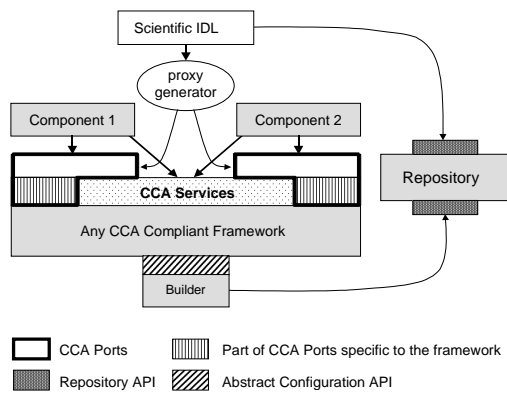 Scientific IDL
proxy
generator
Component 1
Component 2
CCA Services
Repository
Any CCA Compliant Framework
Builder
CCA Ports
Part of CCA Ports specific to the framework
Repository API
Abstract Configuration API